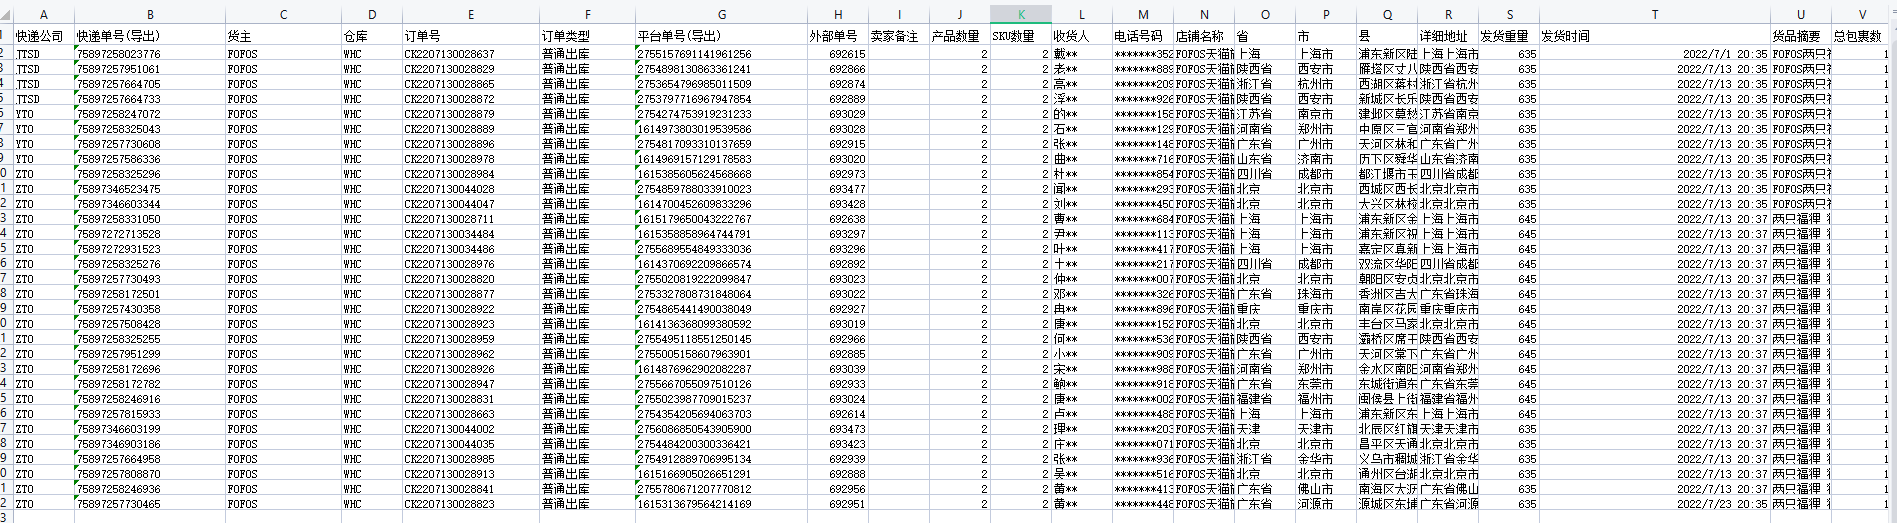 A B C D E F G H I J K L M N O P Q R S T U V
快递公司 快递单号(导出) 货主 仓库 订单号 订单类型 平台单号(导出) 外部单号 卖家备注 产品数量 SKU数量 收货人 电话号码 店铺名称 省 市 县 详细地址 发货重量 发货时间 货品摘要 总包裹数
JTSD 75897258023776 FOFOS WHC CK2207130028637 普通出库 2755157691141961256 692615 2 2 戴** *******352 FOFOS天猫 上海 上海市 浦东新区陆 上海上海市 635 2022/7/1 20:35 FOFOS两只 1
JTSD 75897257951061 FOFOS WHC CK2207130028829 普通出库 2754898130863361241 692866 2 2 老** *******889 FOFOS天猫 陕西省 西安市 雁塔区丈八 陕西省西安 635 2022/7/13 20:35 FOFOS两只 1
JTSD 75897257664705 FOFOS WHC CK2207130028865 普通出库 2753654796985011509 692874 2 2 高** *******209 FOFOS天猫 浙江省 杭州市 西湖区蒋村 浙江省杭州 635 2022/7/13 20:35 FOFOS两只 1
JTSD 75897257664733 FOFOS WHC CK2207130028872 普通出库 2753797716967947854 692889 2 2 浮** *******926 FOFOS天猫 陕西省 西安市 新城区长乐 陕西省西安 635 2022/7/13 20:35 FOFOS两只 1
YTO 75897258247072 FOFOS WHC CK2207130028879 普通出库 2754274753919231233 693029 2 2 的** *******158 FOFOS天猫 江苏省 南京市 建邺区莫愁 江苏省南京 635 2022/7/13 20:35 FOFOS两只 1
YTO 75897258325043 FOFOS WHC CK2207130028889 普通出库 1614973803019539586 693028 2 2 石** *******129 FOFOS天猫 河南省 郑州市 中原区三官 河南省郑州 635 2022/7/13 20:35 FOFOS两只 1
YTO 75897257730608 FOFOS WHC CK2207130028896 普通出库 2754817093310137659 692915 2 2 张** *******148 FOFOS天猫 广东省 广州市 天河区林和 广东省广州 635 2022/7/13 20:35 FOFOS两只 1
YTO 75897257586336 FOFOS WHC CK2207130028978 普通出库 1614969157129178583 693020 2 2 曲** *******716 FOFOS天猫 山东省 济南市 历下区舜华 山东省济南 635 2022/7/13 20:35 FOFOS两只 1
ZTO 75897258325296 FOFOS WHC CK2207130028984 普通出库 1615385605624568668 692973 2 2 朴** *******854 FOFOS天猫 四川省 成都市 都江堰市 四川省成都 635 2022/7/13 20:35 FOFOS两只 1
ZTO 75897346523475 FOFOS WHC CK2207130044028 普通出库 2754859788033910023 693477 2 2 闻** *******293 FOFOS天猫 北京 北京市 西城区西长 北京北京市 635 2022/7/13 20:35 FOFOS两只 1
ZTO 75897346603344 FOFOS WHC CK2207130044047 普通出库 1614700452609833296 693428 2 2 刘** *******450 FOFOS天猫 北京 北京市 大兴区林校 北京北京市 635 2022/7/13 20:35 FOFOS两只 1
ZTO 75897258331050 FOFOS WHC CK2207130028711 普通出库 1615179650043222767 692638 2 2 曹** *******684 FOFOS天猫 上海 上海市 浦东新区金 上海上海市 645 2022/7/13 20:37 两只福狸 1
ZTO 75897272713528 FOFOS WHC CK2207130034484 普通出库 1615358858964744791 693297 2 2 尹** *******113 FOFOS天猫 上海 上海市 浦东新区祝 上海上海市 645 2022/7/13 20:37 两只福狸 1
ZTO 75897272931523 FOFOS WHC CK2207130034486 普通出库 2755689554849333036 693296 2 2 叶** *******417 FOFOS天猫 上海 上海市 嘉定区真新 上海上海市 645 2022/7/13 20:37 两只福狸 1
ZTO 75897258325276 FOFOS WHC CK2207130028976 普通出库 1614370692209866574 692892 2 2 十** *******217 FOFOS天猫 四川省 成都市 双流区华阳 四川省成都 645 2022/7/13 20:37 两只福狸 1
ZTO 75897257730493 FOFOS WHC CK2207130028820 普通出库 2755020819222099847 693023 2 2 仲** *******007 FOFOS天猫 北京 北京市 朝阳区安贞 北京北京市 645 2022/7/13 20:37 两只福狸 1
ZTO 75897258172501 FOFOS WHC CK2207130028877 普通出库 2753327808731848064 693022 2 2 邓** *******326 FOFOS天猫 广东省 珠海市 香洲区吉大 广东省珠海 645 2022/7/13 20:37 两只福狸 1
ZTO 75897257430358 FOFOS WHC CK2207130028922 普通出库 2754865441490038049 692927 2 2 冉** *******896 FOFOS天猫 重庆 重庆市 南岸区花园 重庆重庆市 645 2022/7/13 20:37 两只福狸 1
ZTO 75897257508428 FOFOS WHC CK2207130028923 普通出库 1614136368099380592 693019 2 2 唐** *******152 FOFOS天猫 北京 北京市 丰台区马家 北京北京市 645 2022/7/13 20:37 两只福狸 1
ZTO 75897258325255 FOFOS WHC CK2207130028959 普通出库 2755495118551250145 692966 2 2 何** *******536 FOFOS天猫 陕西省 西安市 灞桥区席王 陕西省西安 645 2022/7/13 20:37 两只福狸 1
ZTO 75897257951299 FOFOS WHC CK2207130028962 普通出库 2755005158607963901 692885 2 2 小** *******909 FOFOS天猫 广东省 广州市 天河区棠下 广东省广州 645 2022/7/13 20:37 两只福狸 1
ZTO 75897258172696 FOFOS WHC CK2207130028926 普通出库 1614876962902082287 693039 2 2 宋** *******988 FOFOS天猫 河南省 郑州市 金水区南阳 河南省郑州 645 2022/7/13 20:37 两只福狸 1
ZTO 75897258172782 FOFOS WHC CK2207130028947 普通出库 2755667055097510126 692933 2 2 鲍** *******918 FOFOS天猫 广东省 东莞市 东城街道东 广东省东莞 645 2022/7/13 20:37 两只福狸 1
ZTO 75897258246916 FOFOS WHC CK2207130028831 普通出库 2755023987709015237 693024 2 2 唐** *******002 FOFOS天猫 福建省 福州市 闽侯县上街 福建省福州 645 2022/7/13 20:37 两只福狸 1
ZTO 75897257815933 FOFOS WHC CK2207130028663 普通出库 2754354205694063703 692614 2 2 卢** *******488 FOFOS天猫 上海 上海市 浦东新区东 上海上海市 645 2022/7/13 20:37 两只福狸 1
ZTO 75897346603199 FOFOS WHC CK2207130044002 普通出库 2756086850543905900 693473 2 2 理** *******203 FOFOS天猫 天津 天津市 北辰区红旗 天津天津市 635 2022/7/13 20:37 两只福狸 1
ZTO 75897346903186 FOFOS WHC CK2207130044035 普通出库 2754484200300336421 693423 2 2 庄** *******071 FOFOS天猫 北京 北京市 昌平区天通 北京北京市 635 2022/7/13 20:37 两只福狸 1
ZTO 75897257664958 FOFOS WHC CK2207130028985 普通出库 2754912889706995134 692939 2 2 张** *******936 FOFOS天猫 浙江省 金华市 义乌市稠城 浙江省金华 635 2022/7/13 20:37 两只福狸 1
ZTO 75897257808870 FOFOS WHC CK2207130028913 普通出库 1615166905026651291 692888 2 2 吴** *******516 FOFOS天猫 北京 北京市 通州区台湖 北京北京市 635 2022/7/13 20:37 两只福狸 1
ZTO 75897258246936 FOFOS WHC CK2207130028841 普通出库 2755780671207770812 692956 2 2 黄** *******413 FOFOS天猫 广东省 佛山市 南海区大沥 广东省佛山 635 2022/7/13 20:37 两只福狸 1
ZTO 75897257730465 FOFOS WHC CK2207130028823 普通出库 1615313679564214169 692951 2 2 黄** *******448 FOFOS天猫 广东省 河源市 源城区东埔 广东省河源 635 2022/7/23 20:37 两只福狸 1